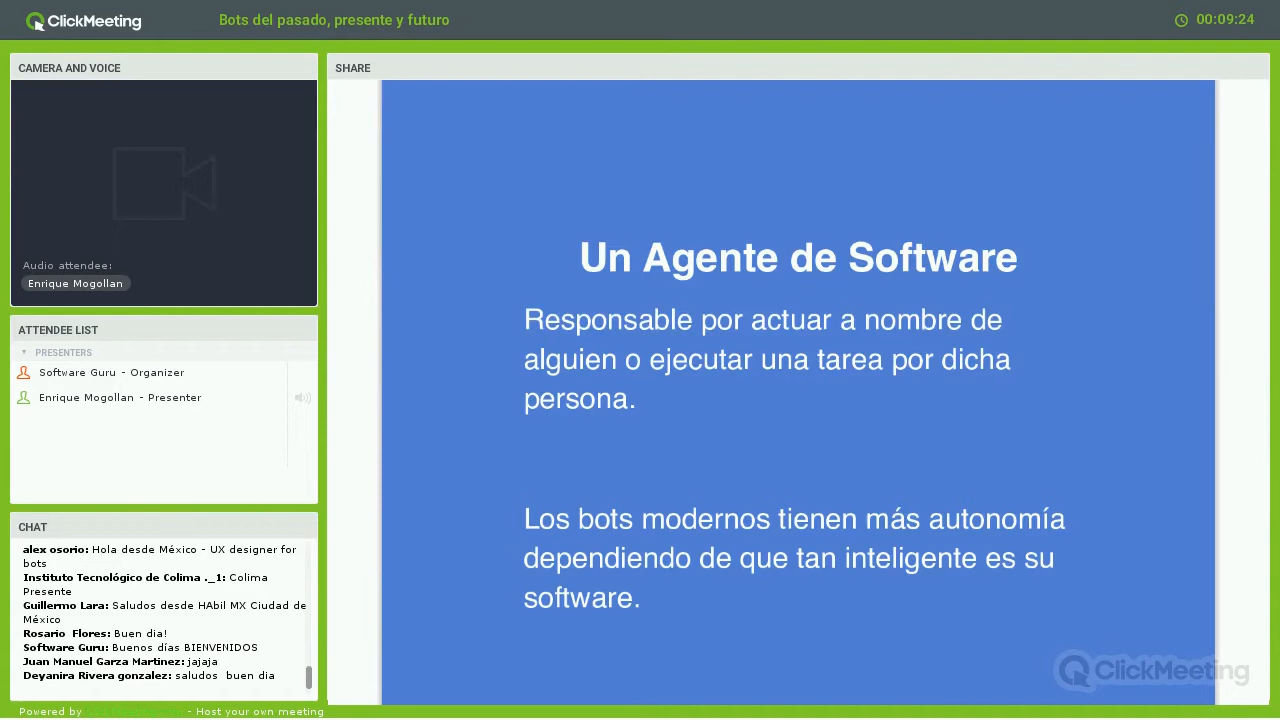 ClickMeeting
Bots del pasado, presente y futuro
00:09:24
CAMERA AND VOICE
Audio attendee:
Enrique Mogollan
ATTENDEE LIST
PRESENTERS
Software Guru - Organizer
Enrique Mogollan - Presenter
CHAT
alex osorio: Hola desde México - UX designer for
bots
Instituto Tecnológico de Colima ._1: Colima
Presente
Guillermo Lara: Saludos desde HAbil MX Ciudad de
México
Rosario Flores: Buen dia!
Software Guru: Buenos días BIENVENIDOS
Juan Manuel Garza Martinez: jajaja
Deyanira Rivera gonzalez: saludos buen dia
Powered by - Host your own meeting
SHARE
Un Agente de Software
Responsable por actuar a nombre de
alguien o ejecutar una tarea por dicha
persona.
Los bots modernos tienen más autonomía
dependiendo de que tan inteligente es su
software.
ClickMeeting